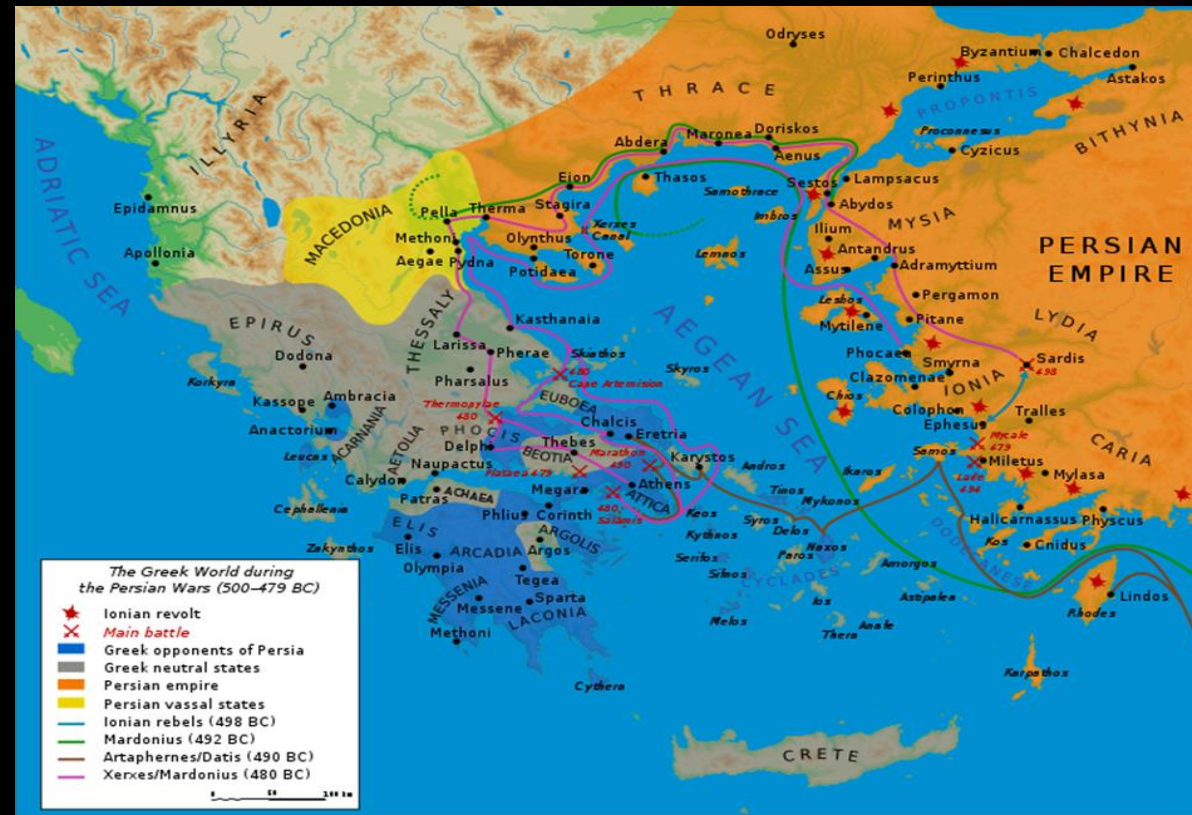 Odryses
Byzantium
Chalcedon
Perinthus
Astakos
THRACE
PROPONTIS
BITHYNIA
ILLYRIA
ADRIATIC SEA
Abdera
Maronea
Doriskos
Aenus
Proconnesus
Cyzicus
Eion
Thasos
Samothrace
Sestos
Lampsacus
Epidamnus
MACEDONIA
Pella
Therma
Stagira
Xerxes
Canal
Imbros
Abydos
MYSIA
Ilium
Methoni
Olynthus
Apollonia
Aegae
Pydna
Potidaea
Torone
Lemnos
Antandrus
Assus
Adramyttium
PERSIAN
EMPIRE
Pergamon
Lesbos
Mytilene
Pitane
LYDIA
EPIRUS
THESSALY
Kasthanaia
AEGEAN SEA
Dodona
Larissa
Pherae
Skiathos
Phocaea
Smyrna
Sardis
498
Korkyra
Pharsalus
480
Cape Artemision
Skyros
Clazomenae
IONIA
Kassope
Ambracia
Thermopylae
480
EUBOEA
Chios
Colophon
Tralles
Ephesus
Anactorium
ACARNANIA
AETOLIA
PHOCIS
Chalcis
Eretria
Mycale
479
CARIA
Leucas
Delph
Thebes
BEOTIA
Marathon
490
Karystos
Samos
Miletus
Lade
494
Mylasa
Naupactus
Calydon
Plataea 479
Andros
Ikaros
Cephallenia
Patras
ACHAEA
Megara
Athens
ATTICA
Tinos
Mykonos
Phlius
Corinth
480
Salamis
Keos
Syros
Delos
Halicarnassus
Physcus
Zakynthos
ELIS
Elis
ARCADIA
ARGOLIS
Argos
Kythnos
Naxos
Paros
Kos
Cnidus
DODECANESE
Olympia
Serifos
Sifnos
CYCLADES
Amorgos
Tegea
MESSENIA
Messene
Sparta
LACONIA
Ios
Astipalea
Lindos
Rhodes
Methoni
Melos
Thera
Anafe
Cythera
Karpathos
CRETE
The Greek World during
the Persian Wars (500–479 BC)
Ionian revolt
Main battle
Greek opponents of Persia
Greek neutral states
Persian empire
Persian vassal states
Ionian rebels (498 BC)
Mardonius (492 BC)
Artaphernes/Datis (490 BC)
Xerxes/Mardonius (480 BC)
0 50 100 km